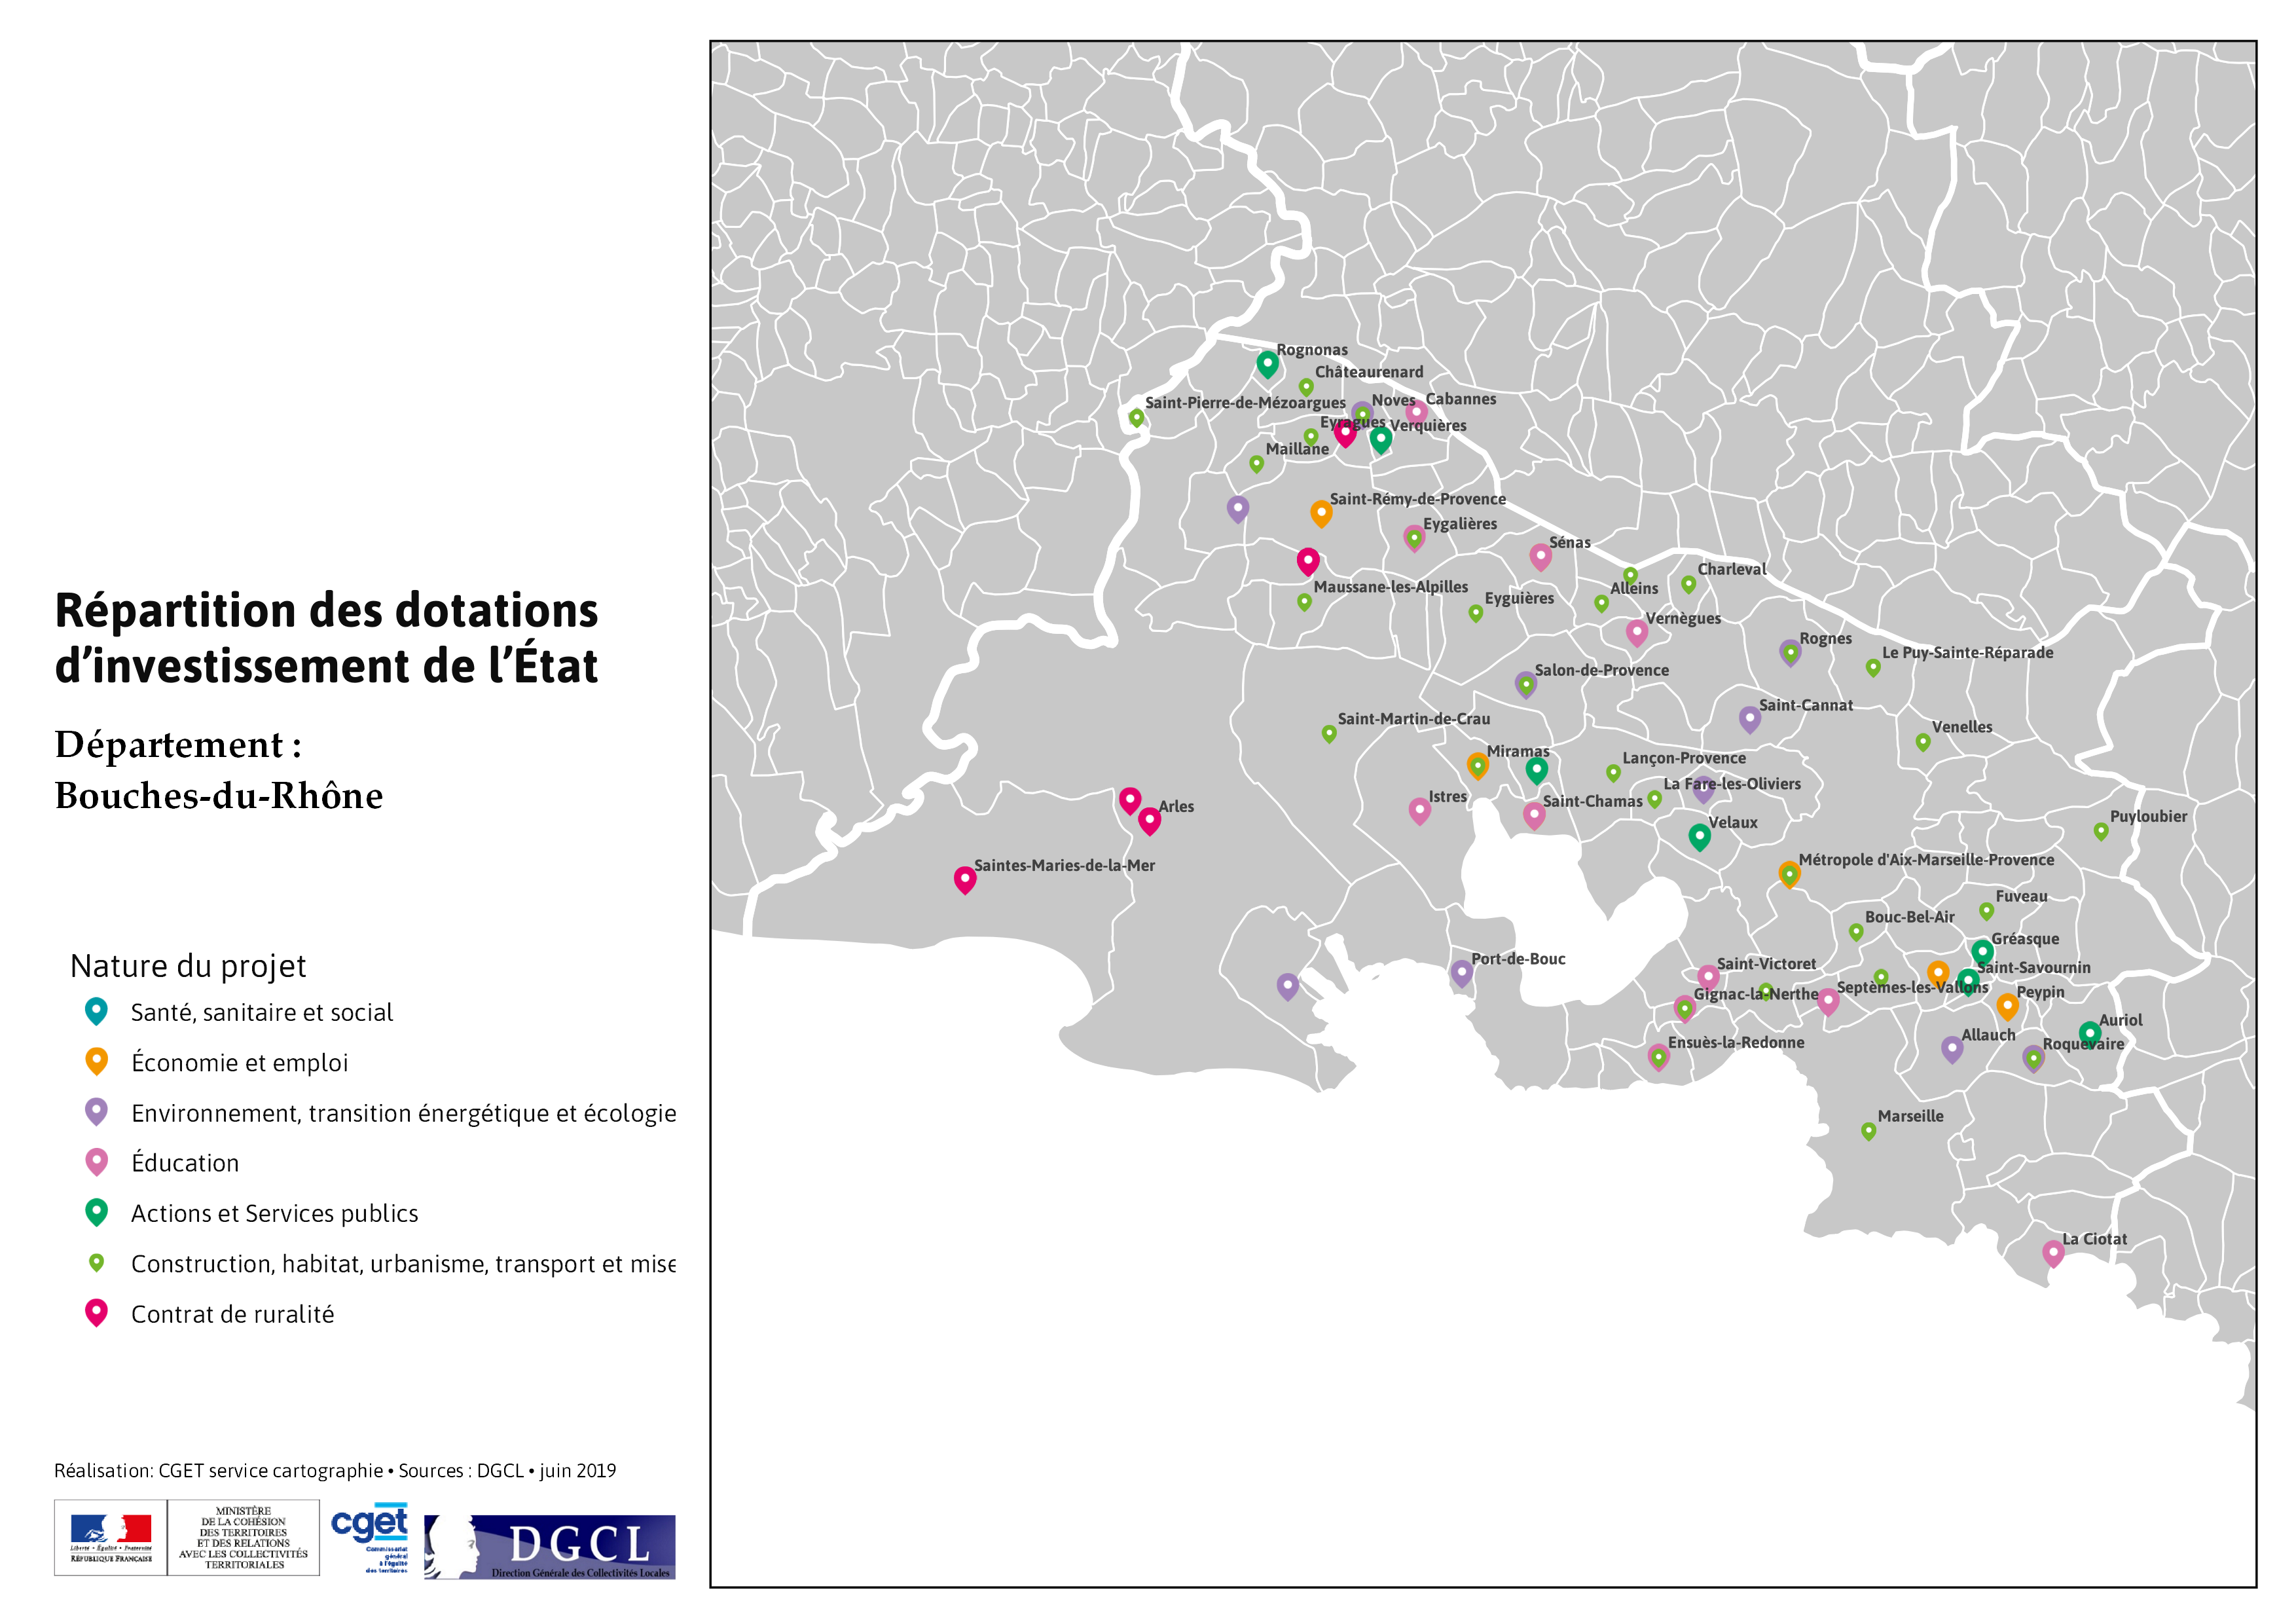 Répartition des dotations
d'investissement de l'État
Département :
Bouches-du-Rhône
Nature du projet
Santé, sanitaire et social
Économie et emploi
Environnement, transition énergétique et écologie
Éducation
Actions et Services publics
Construction, habitat, urbanisme, transport et mise
Contrat de ruralité
Réalisation: CGET service cartographie • Sources : DGCL • juin 2019
Liberté • Égalité • Fraternité
RÉPUBLIQUE FRANÇAISE
MINISTÈRE
DE LA COHÉSION
DES TERRITOIRES
ET DES RELATIONS
AVEC LES COLLECTIVITÉS
TERRITORIALES
cget
Commissariat
général
à l'égalité
des territoires
DGCL
Direction Générale des Collectivités Locales
Rognonas
Châteaurenard
Saint-Pierre-de-Mézoargues
Noves
Cabannes
Eyragues
Verquières
Maillane
Saint-Rémy-de-Provence
Eygalières
Sénas
Charleval
Maussane-les-Alpilles
Alleins
Eyguières
Vernègues
Rognes
Le Puy-Sainte-Réparade
Salon-de-Provence
Saint-Cannat
Saint-Martin-de-Crau
Venelles
Miramas
Lançon-Provence
La Fare-les-Oliviers
Istres
Saint-Chamas
Arles
Velaux
Puyloubier
Saintes-Maries-de-la-Mer
Métropole d'Aix-Marseille-Provence
Fuveau
Bouc-Bel-Air
Gréasque
Port-de-Bouc
Saint-Victoret
Saint-Savournin
Gignac-la-Nerthe
Septèmes-les-Vallons
Peypin
Auriol
Allauch
Ensuès-la-Redonne
Roquevaire
Marseille
La Ciotat